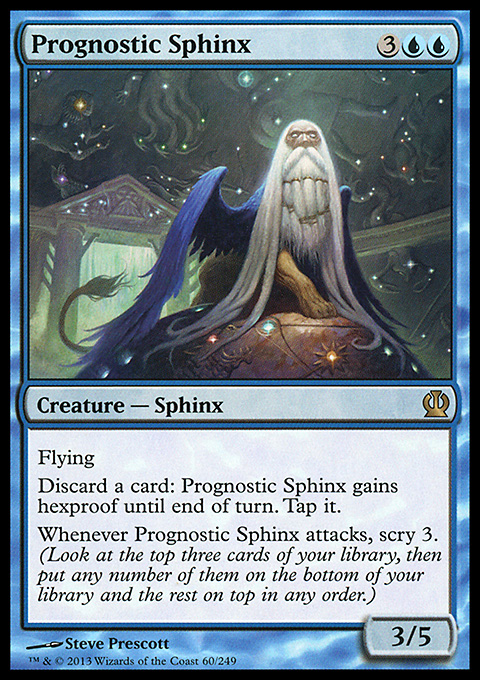 Prognostic Sphinx 3
Creature — Sphinx
Flying
Discard a card: Prognostic Sphinx gains
hexproof until end of turn. Tap it.
Whenever Prognostic Sphinx attacks, scry 3.
(Look at the top three cards of your library, then
put any number of them on the bottom of your
library and the rest on top in any order.)
3/5
Steve Prescott
™ & © 2013 Wizards of the Coast 60/249